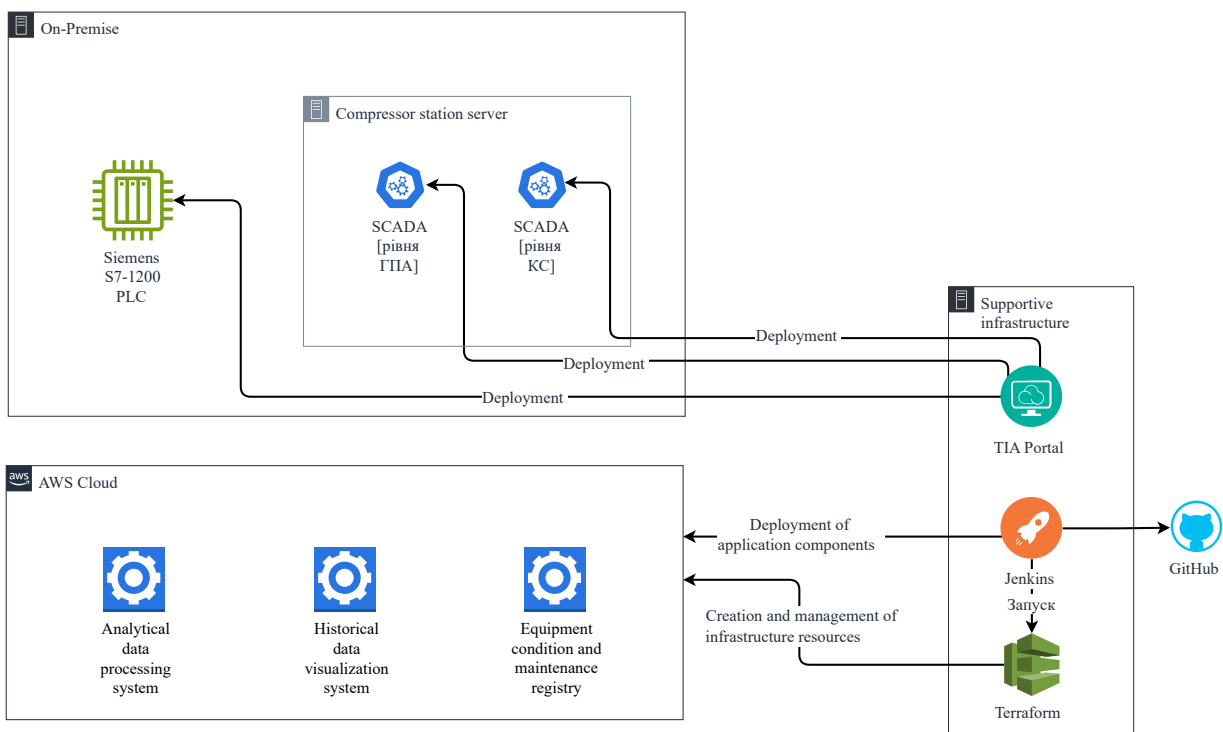 On-Premise
Compressor station server
SCADA
[рівня
ГПА]
SCADA
[рівня
КС]
Siemens
S7-1200
PLC
Supportive
infrastructure
Deployment
Deployment
Deployment
TIA Portal
aws
AWS Cloud
Deployment of
application components
Jenkins
Запуск
GitHub
Creation and management of
infrastructure resources
Analytical
data
processing
system
Historical
data
visualization
system
Equipment
condition and
maintenance
registry
Terraform